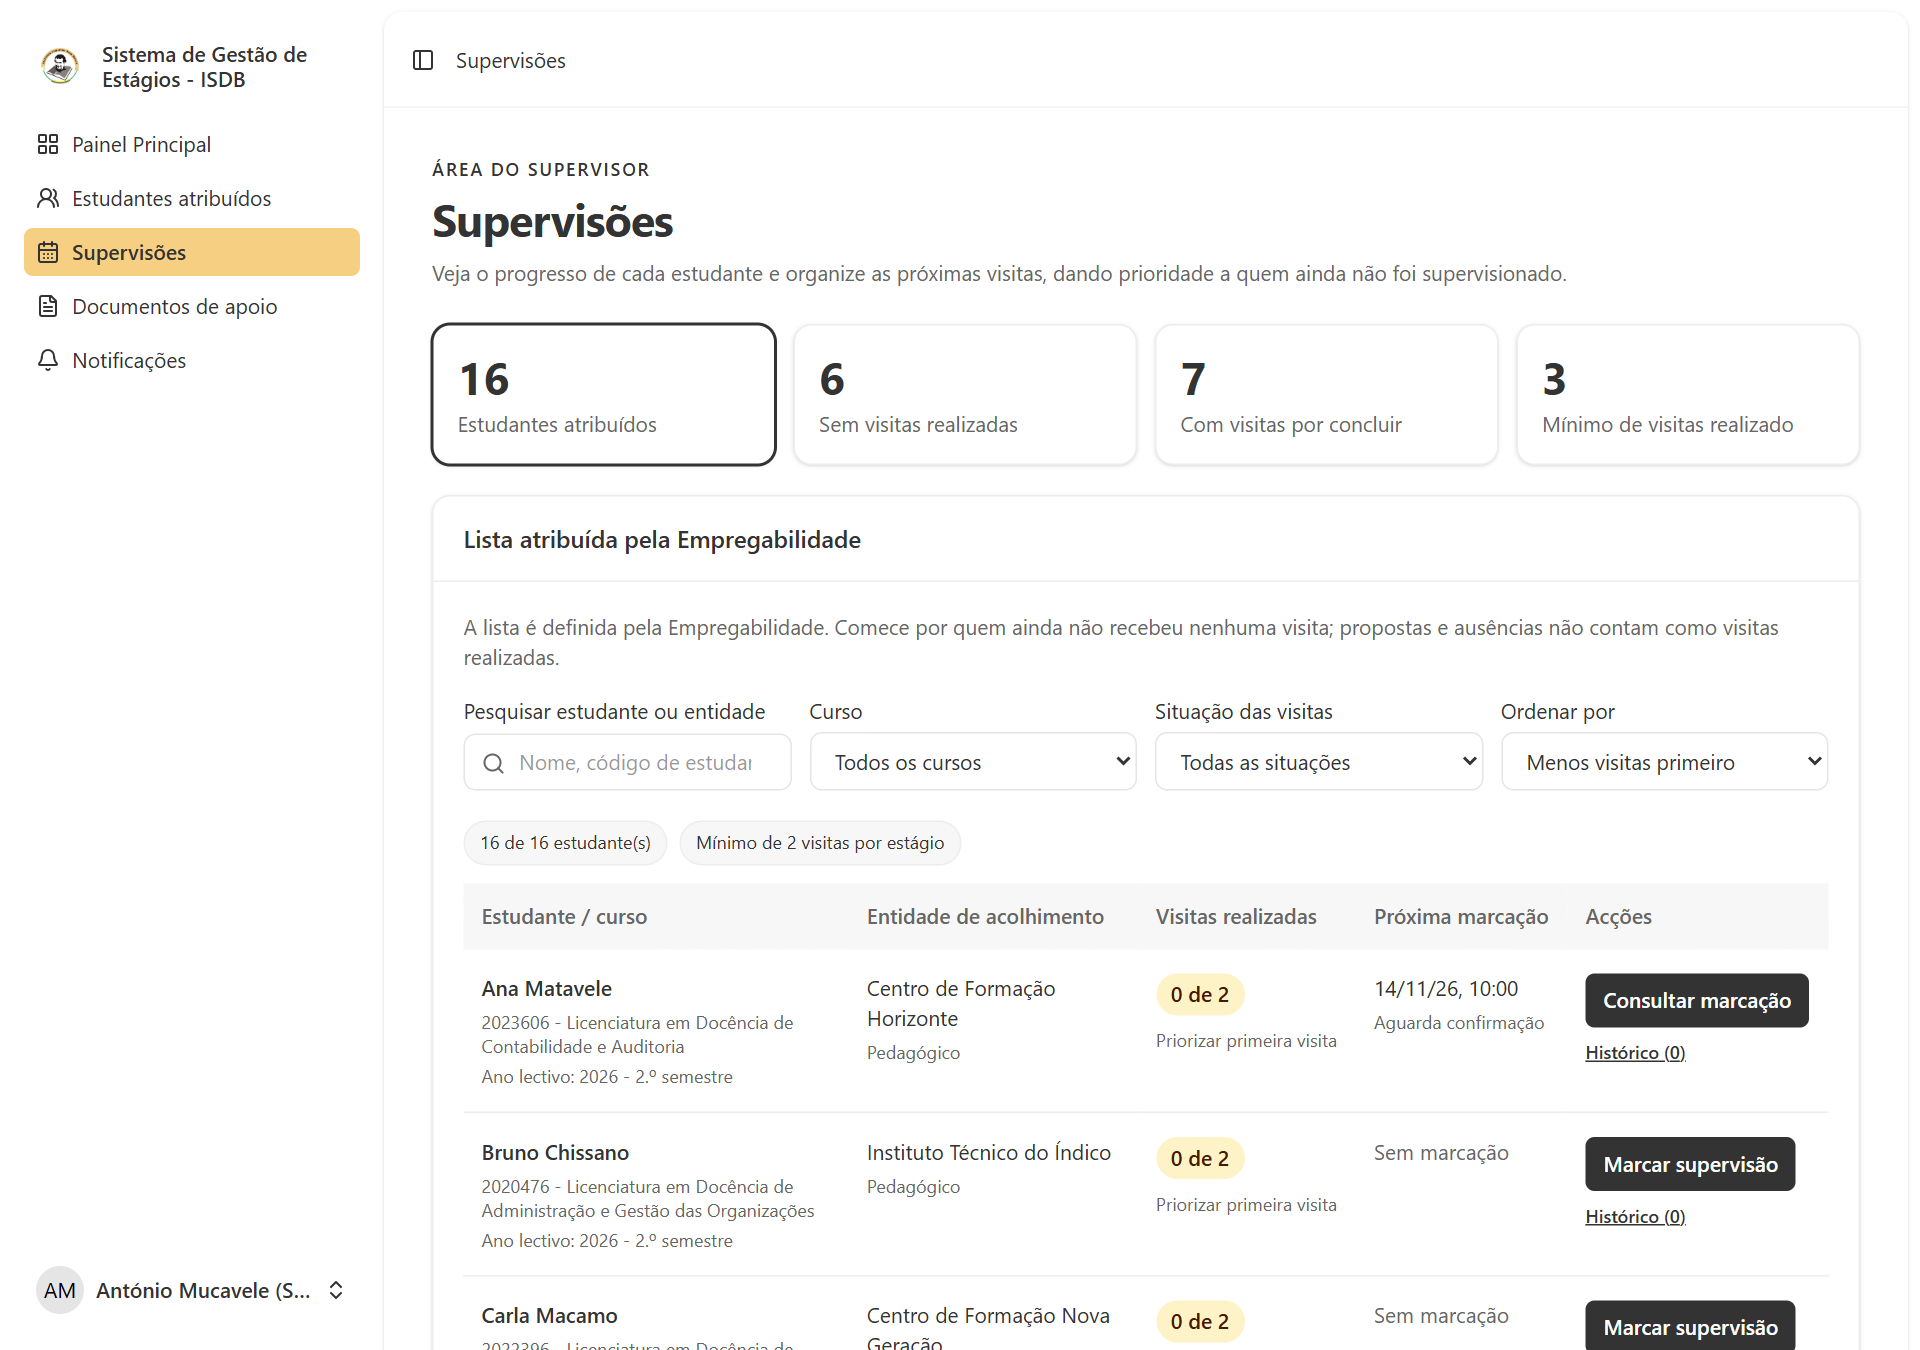 Sistema de Gestão de
Estágios - ISDB
Painel Principal
Estudantes atribuídos
Supervisões
Documentos de apoio
Notificações
AM
António Mucavele (S...
Supervisões
ÁREA DO SUPERVISOR
Supervisões
Veja o progresso de cada estudante e organize as próximas visitas, dando prioridade a quem ainda não foi supervisionado.
16
Estudantes atribuídos
6
Sem visitas realizadas
7
Com visitas por concluir
3
Mínimo de visitas realizado
Lista atribuída pela Empregabilidade
A lista é definida pela Empregabilidade. Comece por quem ainda não recebeu nenhuma visita; propostas e ausências não contam como visitas
realizadas.
Pesquisar estudante ou entidade
Nome, código de estudar
Curso
Todos os cursos
Situação das visitas
Todas as situações
Ordenar por
Menos visitas primeiro
16 de 16 estudante(s)
Mínimo de 2 visitas por estágio
Estudante / curso
Entidade de acolhimento
Visitas realizadas
Próxima marcação
Acções
Ana Matavele
2023606 - Licenciatura em Docência de
Contabilidade e Auditoria
Ano lectivo: 2026 - 2.º semestre
Centro de Formação
Horizonte
Pedagógico
0 de 2
Priorizar primeira visita
14/11/26, 10:00
Aguarda confirmação
Consultar marcação
Histórico (0)
Bruno Chissano
2020476 - Licenciatura em Docência de
Administração e Gestão das Organizações
Ano lectivo: 2026 - 2.º semestre
Instituto Técnico do Índico
Pedagógico
0 de 2
Priorizar primeira visita
Sem marcação
Marcar supervisão
Histórico (0)
Carla Macamo
2022396 - Licenciatura em Docência de
Centro de Formação Nova
Geração
0 de 2
Sem marcação
Marcar supervisão